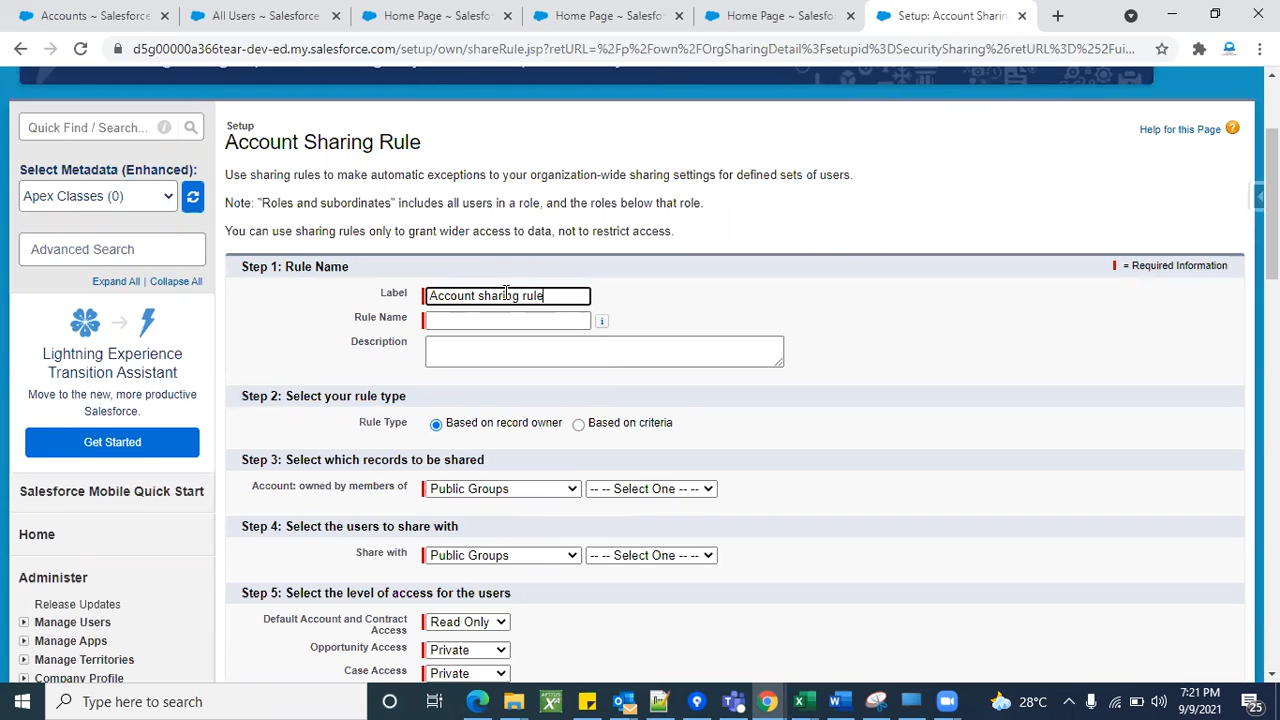 Accounts ~ Salesforce
All Users ~ Salesforce
Home Page ~ Salesfo
Home Page ~ Salesfo
Home Page ~ Salesfo
Setup: Account Sharin
d5g00000a366tear-dev-ed.my.salesforce.com/setup/own/shareRule.jsp?retURL=%2Fp%2Fown%2FOrgSharingDetail%3Fsetupid%3DSecuritySharing%26retURL%3D%252Fui...
Quick Find / Search...
Setup
Account Sharing Rule
Help for this Page
Select Metadata (Enhanced):
Apex Classes (0)
Use sharing rules to make automatic exceptions to your organization-wide sharing settings for defined sets of users.
Note: "Roles and subordinates" includes all users in a role, and the roles below that role.
You can use sharing rules only to grant wider access to data, not to restrict access.
Advanced Search
Expand All | Collapse All
Lightning Experience
Transition Assistant
Move to the new, more productive
Salesforce.
Get Started
Salesforce Mobile Quick Start
Home
Administer
Release Updates
Manage Users
Manage Apps
Manage Territories
Company Profile
Step 1: Rule Name
= Required Information
Label
Account sharing rule
Rule Name
Description
Step 2: Select your rule type
Rule Type
Based on record owner
Based on criteria
Step 3: Select which records to be shared
Account: owned by members of
Public Groups
-- -- Select One -- --
Step 4: Select the users to share with
Share with
Public Groups
-- -- Select One -- --
Step 5: Select the level of access for the users
Default Account and Contract
Access
Read Only
Opportunity Access
Private
Case Access
Private
Type here to search
28°C
7:21 PM
9/9/2021
25